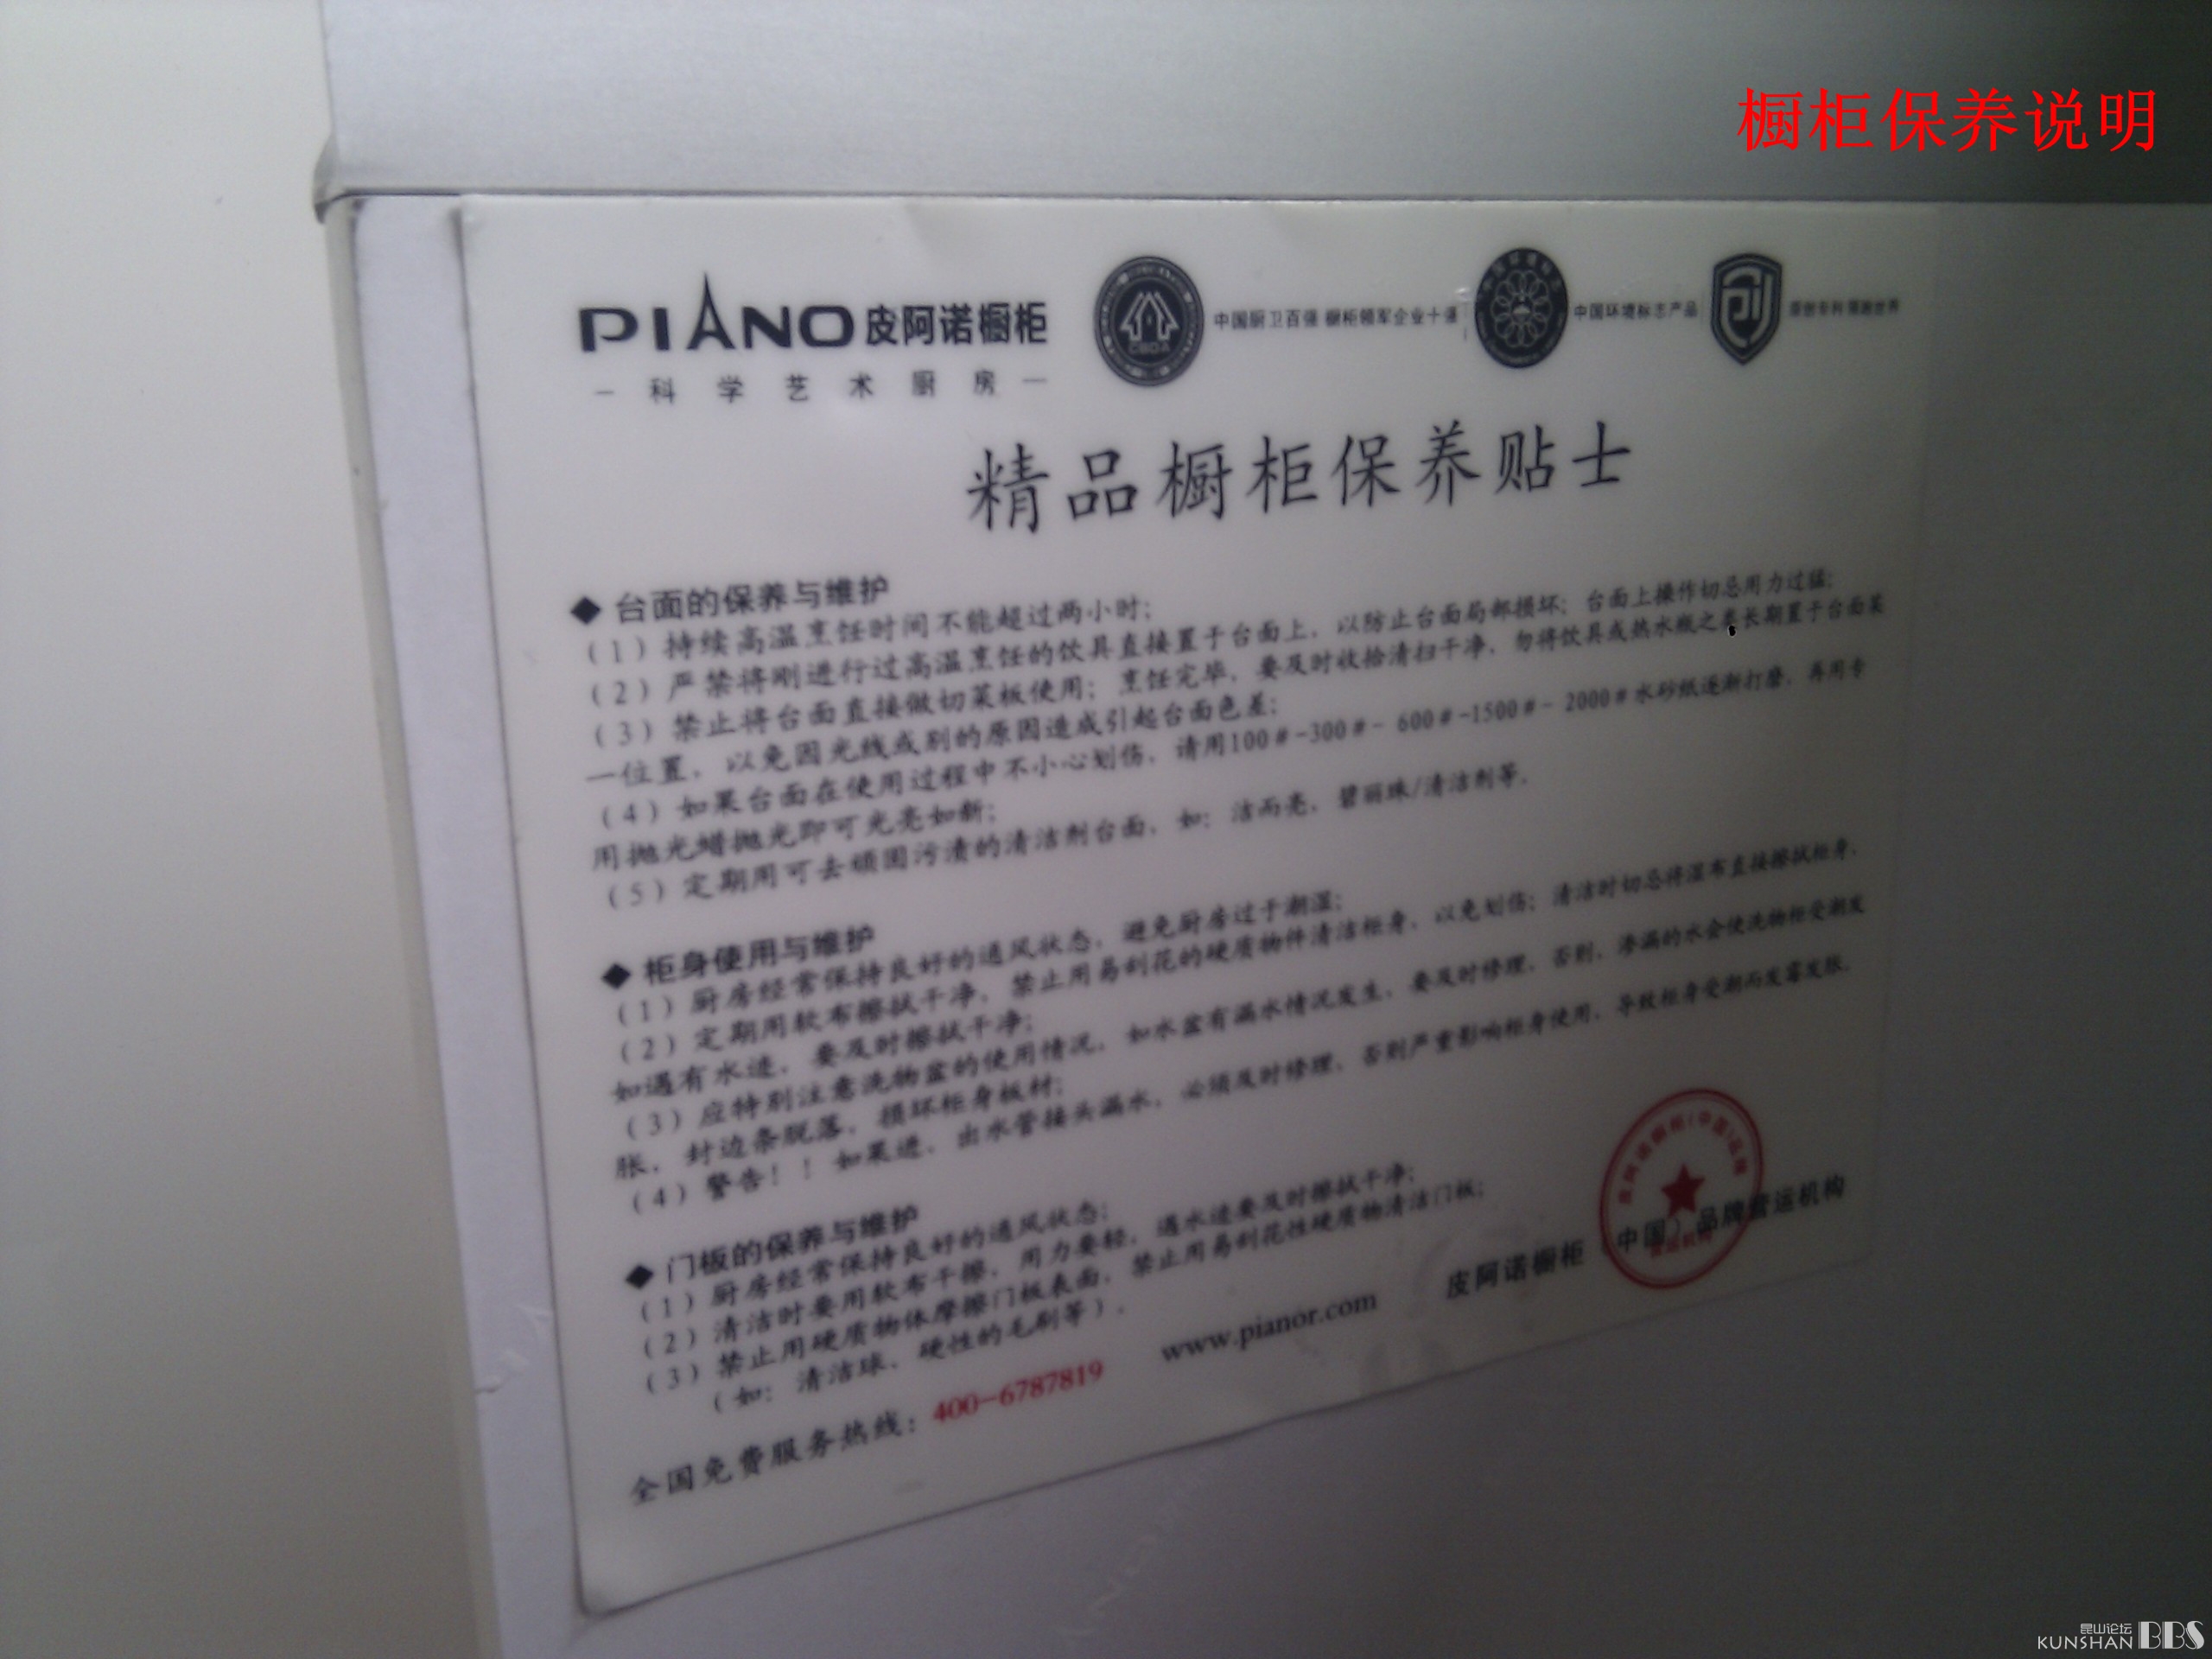 橱柜保养说明
PIANO皮阿诺橱柜
科学艺术厨房
中国厨卫百强 橱柜领军企业十强
中国环境标志产品
原创专利 领跑世界
精品橱柜保养贴士
◆ 台面的保养与维护
(1)持续高温烹饪时间不能超过两小时;
(2)严禁将刚进行过高温烹饪的饮具直接置于台面上,以防止台面局部损坏;台面上操作切忌用力过猛;
(3)禁止将台面直接做切菜板使用;烹饪完毕,要及时收拾清扫干净,勿将饮具或热水瓶之类长期置于台面某
一位置,以免因光线或别的原因造成引起台面色差;
(4)如果台面在使用过程中不小心划伤,请用100#-300#-600#-1500#-2000#水砂纸逐渐打磨,再用专
用抛光蜡抛光即可光亮如新;
(5)定期用可去顽固污渍的清洁剂台面,如:洁而亮,碧丽珠/清洁剂等.
◆ 柜身使用与维护
(1)厨房经常保持良好的通风状态,避免厨房过于潮湿;
(2)定期用软布擦拭干净,禁止用易刮花的硬质物件清洁柜身,以免划伤;清洁时切忌将湿布直接擦拭柜身,
如遇有水迹,要及时擦拭干净;
(3)应特别注意洗物盆的使用情况,如水盆有漏水情况发生,要及时修理,否则,渗漏的水会使洗物柜受潮发
胀,封边条脱落,损坏柜身板材;
(4)警告!!如果进、出水管接头漏水,必须及时修理,否则严重影响柜身使用,导致柜身受潮而发霉发胀.
◆ 门板的保养与维护
(1)厨房经常保持良好的通风状态;
(2)清洁时要用软布干擦,用力要轻,遇水迹要及时擦拭干净;
(3)禁止用硬质物体摩擦门板表面,禁止用易刮花性硬质物清洁门板;
(如:清洁球、硬性的毛刷等).
全国免费服务热线:400-6787819 www.pianor.com 皮阿诺橱柜(中国)品牌营运机构
昆山论坛
KUNSHAN BBS